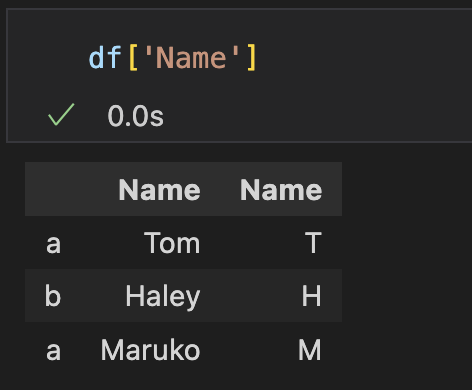 df['Name']
✓ 0.0s
Name Name
a Tom T
b Haley H
a Maruko M